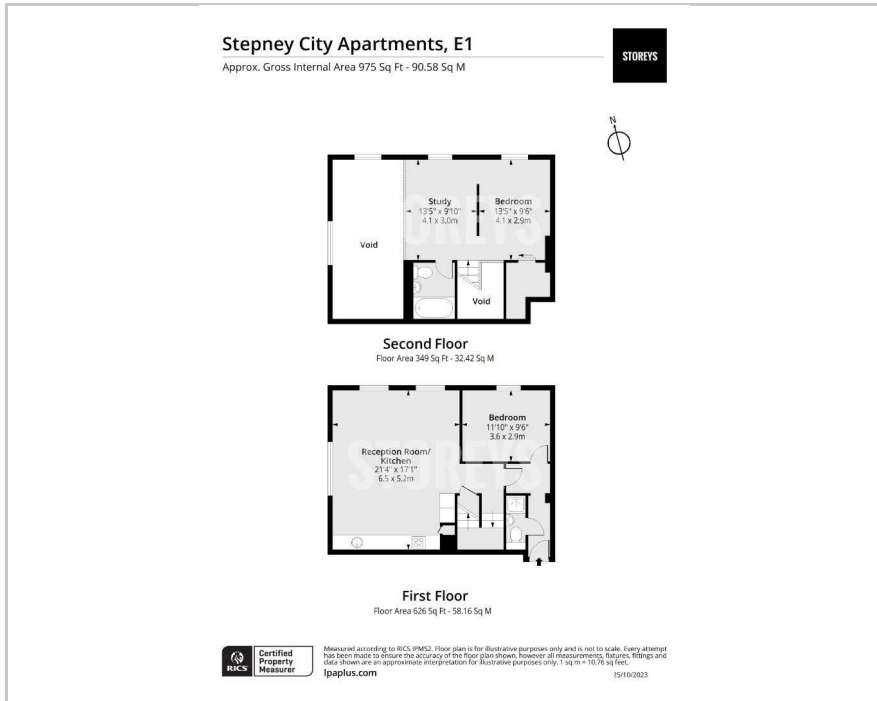 Stepney City Apartments, E1
Approx. Gross Internal Area 975 Sq Ft - 90.58 Sq M
STOREYS
N
Study
13'5" x 9'10"
4.1 x 3.0m
Bedroom
13'5" x 9'6"
4.1 x 2.9m
STOREYS
Void
Void
Second Floor
Floor Area 349 Sq Ft - 32.42 Sq M
Bedroom
11'10" x 9'6"
3.6 x 2.9m
Reception Room/
Kitchen
21'4" x 17'1"
6.5 x 5.2m
STOREYS
First Floor
Floor Area 626 Sq Ft - 58.16 Sq M
RICS
Certified
Property
Measurer
Measured according to RICS IPMS2. Floor plan is for illustrative purposes only and is not to scale. Every attempt
has been made to ensure the accuracy of the floor plan shown, however all measurements, fixtures, fittings and
data shown are an approximate interpretation for illustrative purposes only. 1 sq m = 10.76 sq feet.
lpaplus.com
25/10/2023